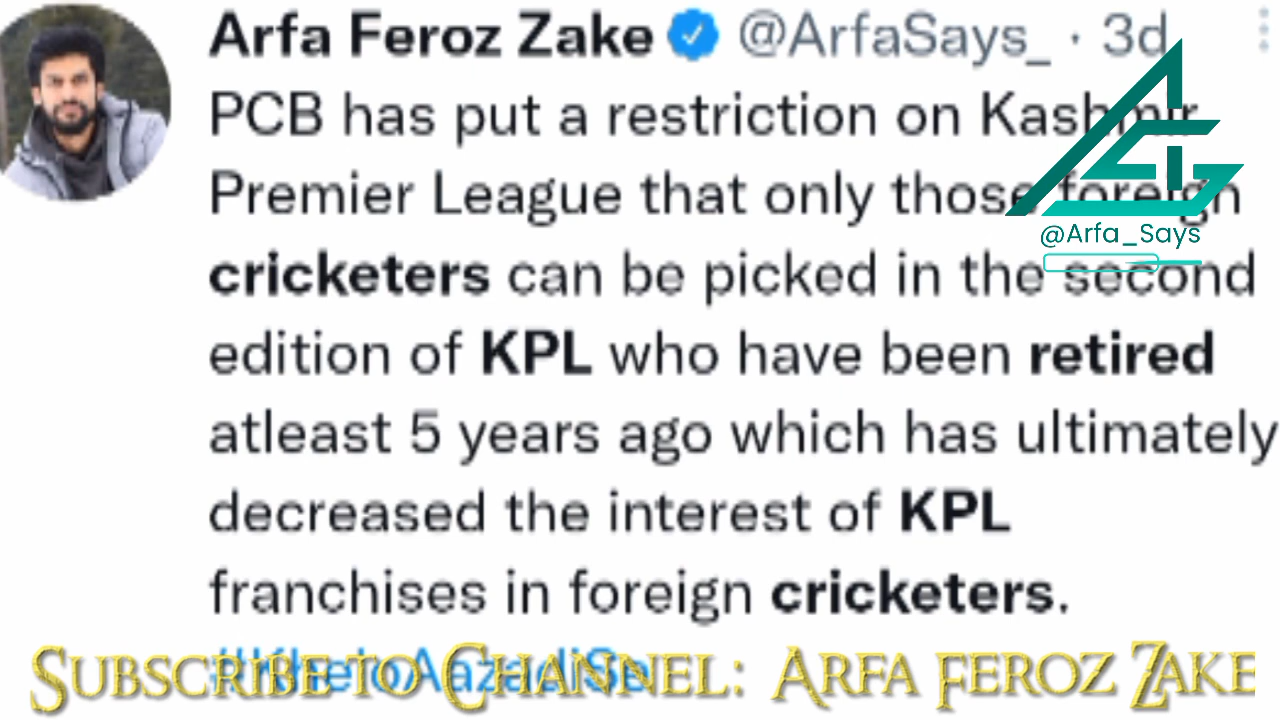 Arfa Feroz Zake @ArfaSays_ · 3d
PCB has put a restriction on Kashmir
Premier League that only those foreign
cricketers can be picked in the second
edition of KPL who have been retired
atleast 5 years ago which has ultimately
decreased the interest of KPL
franchises in foreign cricketers.
#KheloAazadiSe
@Arfa_Says
Subscribe to Channel: Arfa Feroz Zake